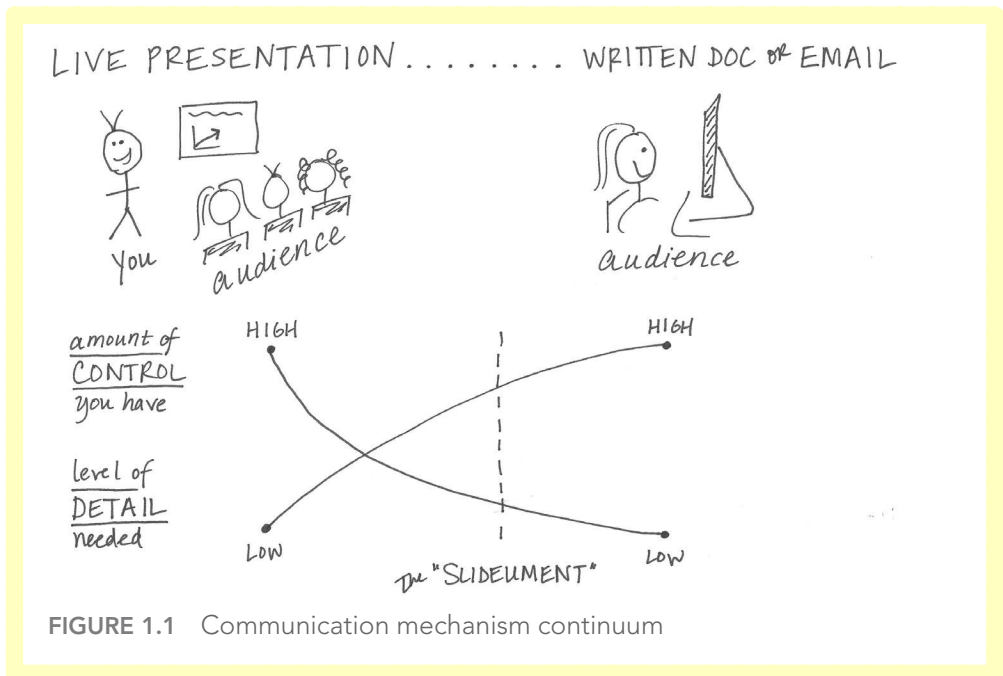 LIVE PRESENTATION ........ WRITTEN DOC OR EMAIL
you
audience
audience
HIGH
HIGH
amount of
CONTROL
you have
level of
DETAIL
needed
LOW
LOW
The "SLIDEUMENT"
FIGURE 1.1 Communication mechanism continuum